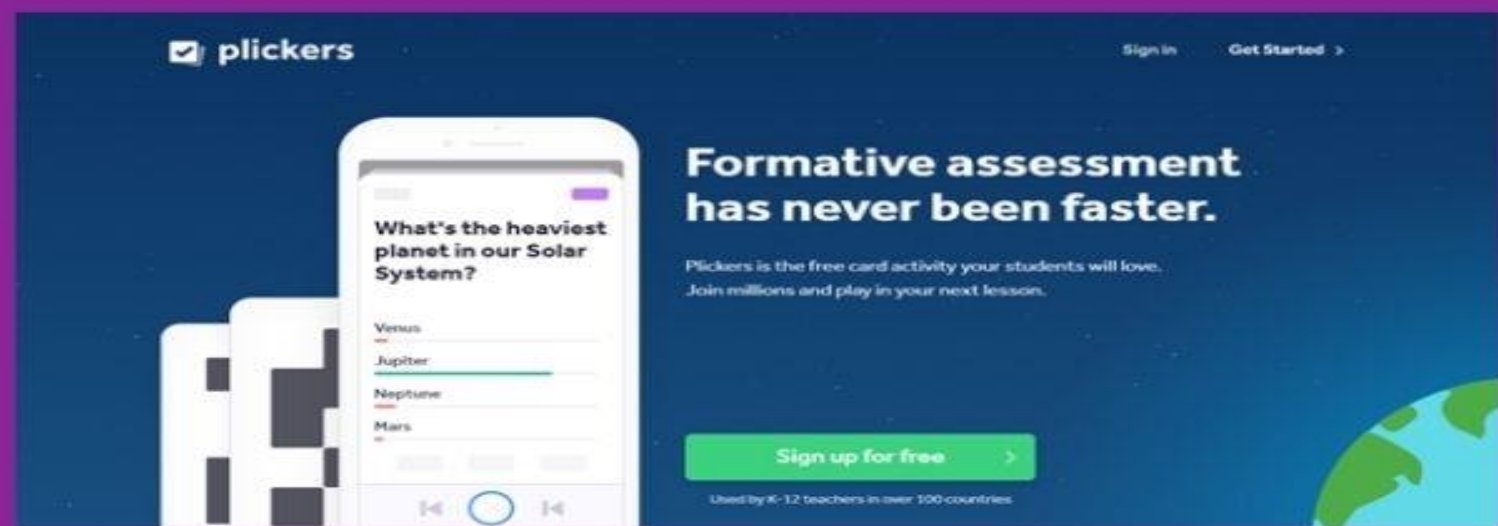 plickers
Sign In
Get Started >
Formative assessment
has never been faster.
What's the heaviest
planet in our Solar
System?
Plickers is the free card activity your students will love.
Join millions and play in your next lesson.
Venus
Jupiter
Neptune
Mars
Sign up for free >
Used by K-12 teachers in over 100 countries